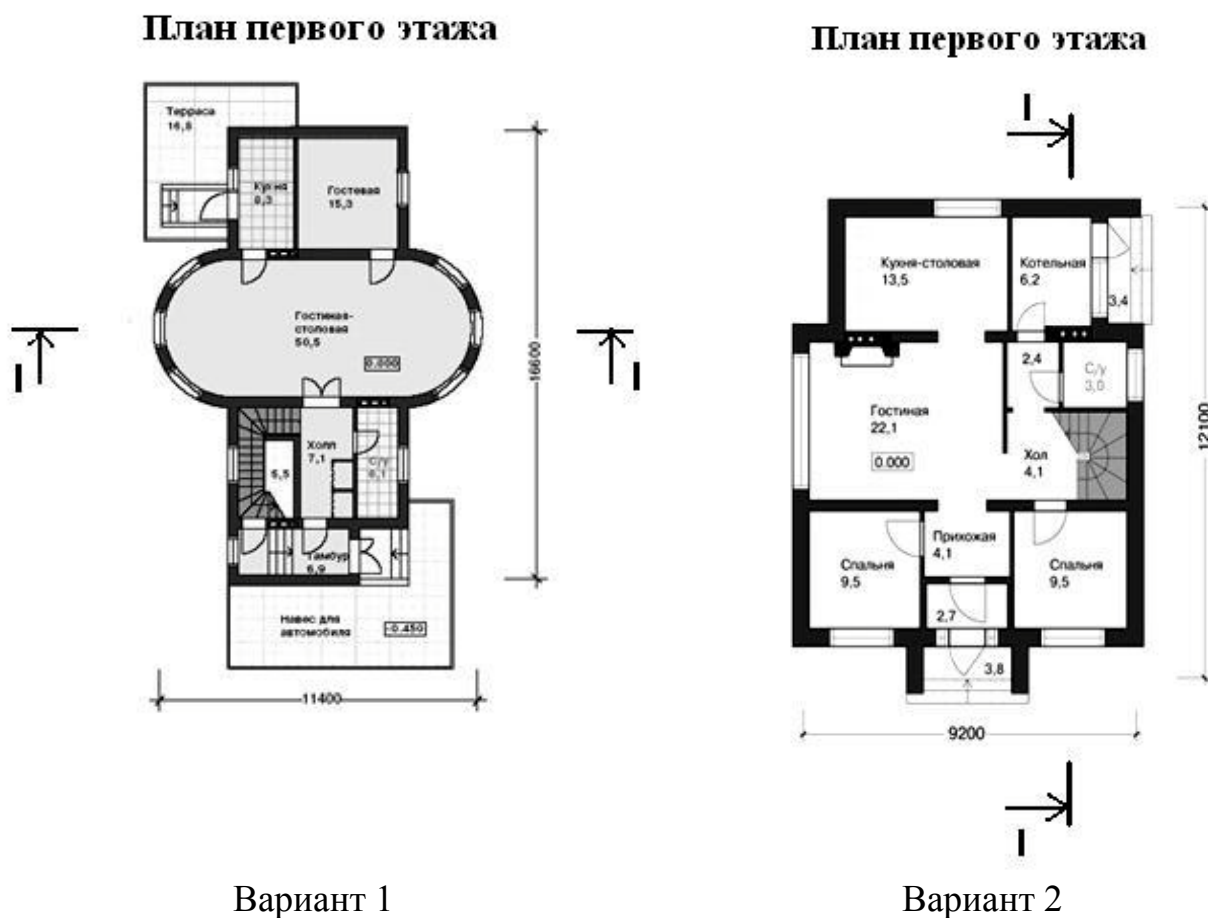 План первого этажа
Терраса
16,8
Кухня
8,3
Гостевая
15,3
Гостиная-
столовая
50,5
0.000
I
I
16600
Холл
7,1
5,5
С/у
6,1
Тамбур
6,9
Навес для
автомобиля
-0.450
11400
Вариант 1
План первого этажа
I
Кухня-столовая
13,5
Котельная
6,2
3,4
2,4
С/у
3,0
Гостиная
22,1
0.000
Хол
4,1
12100
Прихожая
4,1
Спальня
9,5
Спальня
9,5
2,7
3,8
9200
I
Вариант 2